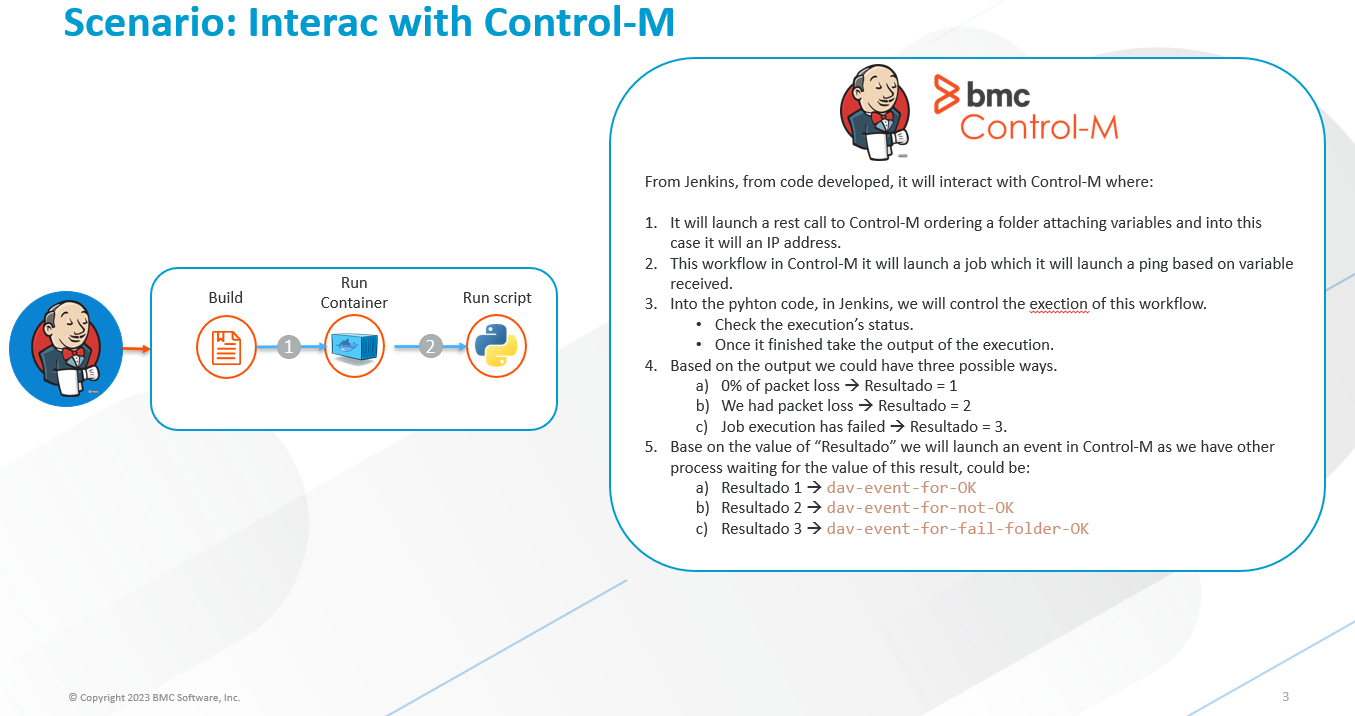 Scenario: Interac with Control-M
bmc
Control-M
From Jenkins, from code developed, it will interact with Control-M where:
1. It will launch a rest call to Control-M ordering a folder attaching variables and into this
case it will an IP address.
2. This workflow in Control-M it will launch a job which it will launch a ping based on variable
received.
3. Into the pyhton code, in Jenkins, we will control the exection of this workflow.
• Check the execution’s status.
• Once it finished take the output of the execution.
4. Based on the output we could have three possible ways.
a) 0% of packet loss → Resultado = 1
b) We had packet loss → Resultado = 2
c) Job execution has failed → Resultado = 3.
5. Base on the value of “Resultado” we will launch an event in Control-M as we have other
process waiting for the value of this result, could be:
a) Resultado 1 → dav-event-for-OK
b) Resultado 2 → dav-event-for-not-OK
c) Resultado 3 → dav-event-for-fail-folder-OK
Build
Run
Container
Run script
1
2
© Copyright 2023 BMC Software, Inc.
3